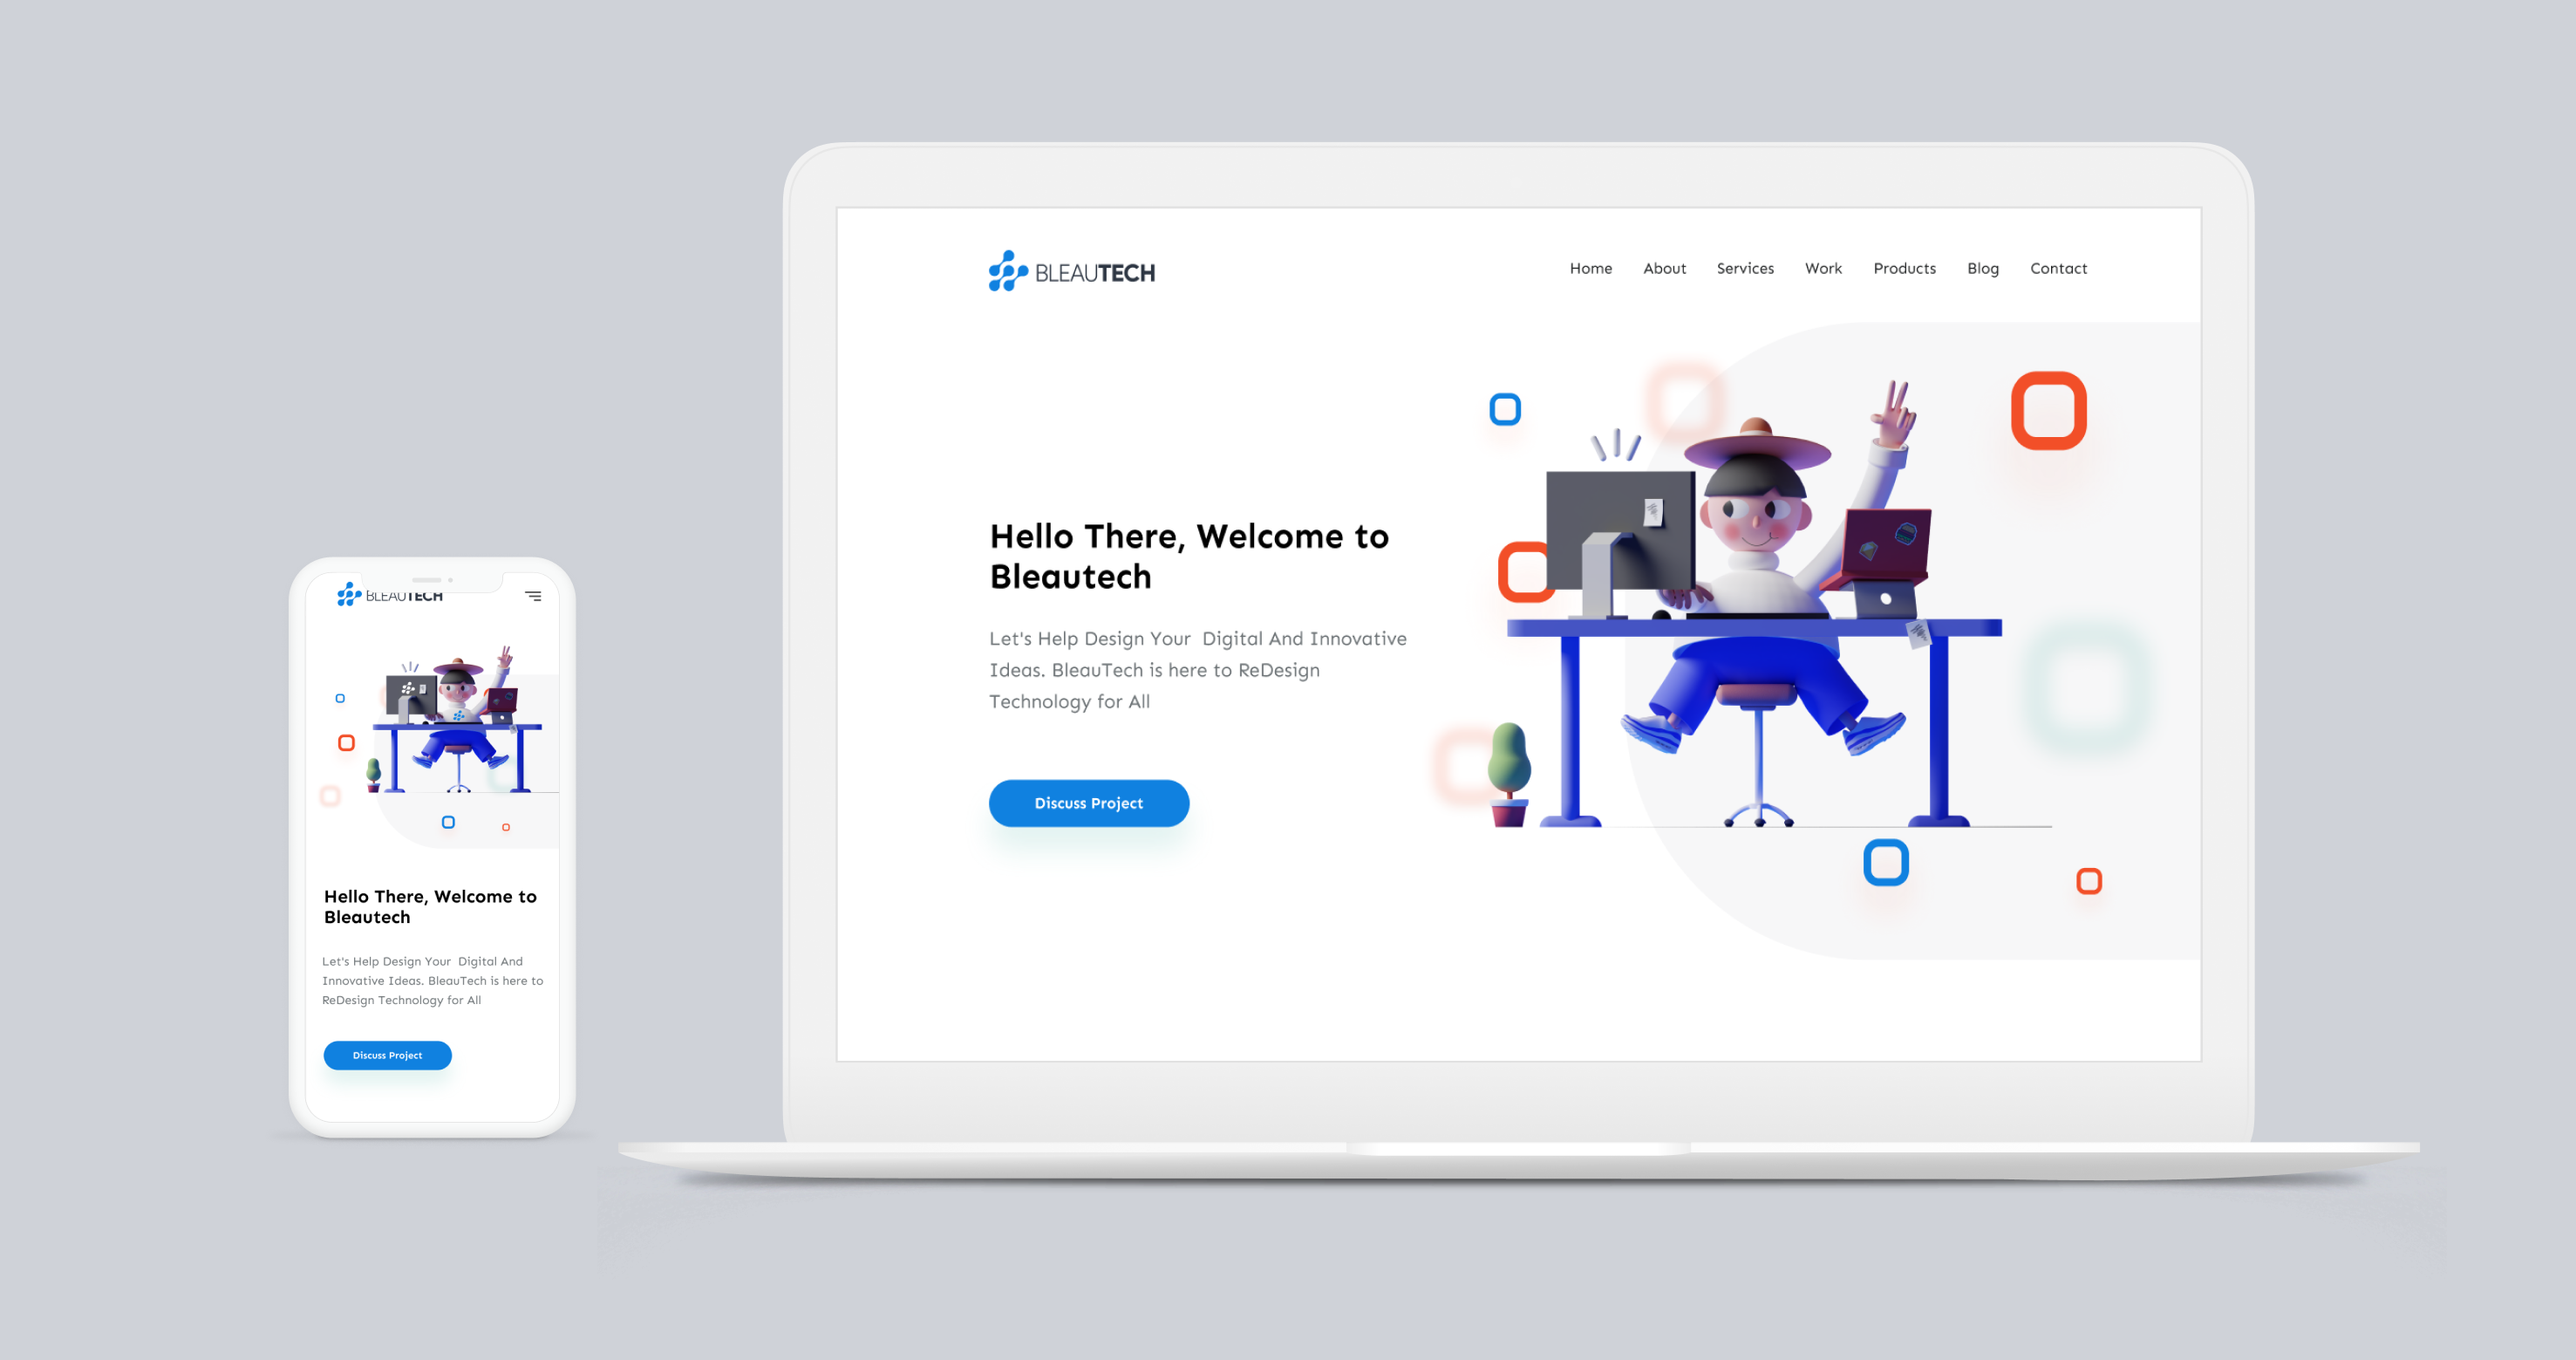 BLEAUTECH
Home About Services Work Products Blog Contact
Hello There, Welcome to
Bleautech
Let's Help Design Your  Digital And Innovative
Ideas. BleauTech is here to ReDesign
Technology for All
Discuss Project
BLEAUTECH
Hello There, Welcome to
Bleautech
Let's Help Design Your  Digital And
Innovative Ideas. BleauTech is here to
ReDesign Technology for All
Discuss Project